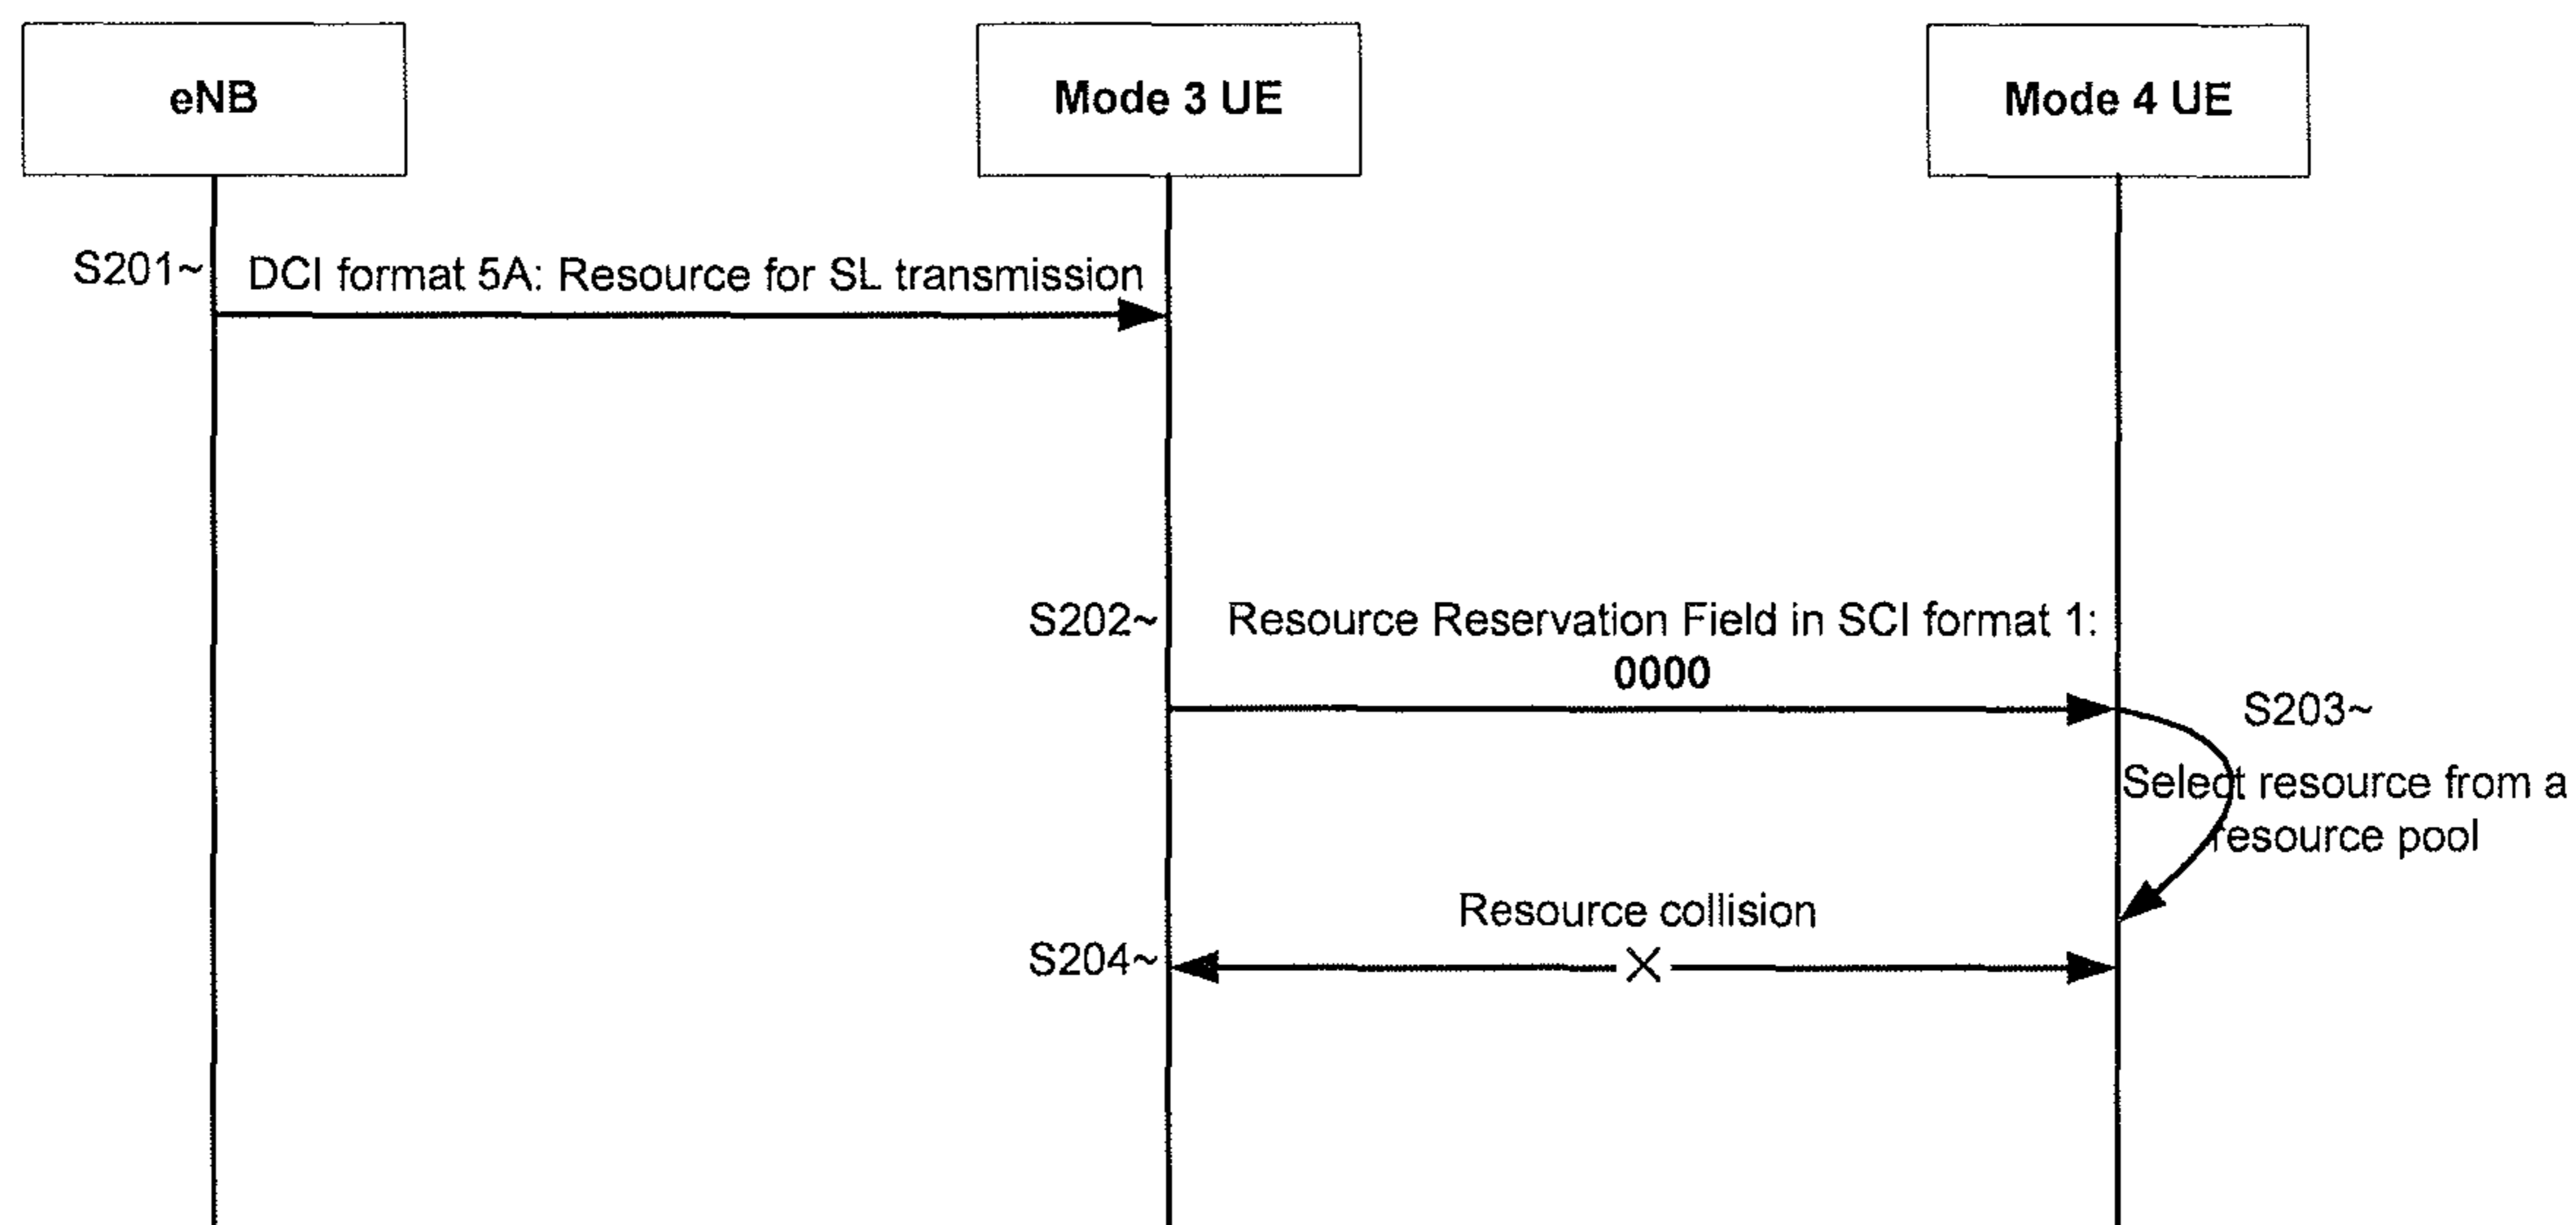 eNB
Mode 3 UE
Mode 4 UE
S201~
DCI format 5A: Resource for SL transmission
S202~
Resource Reservation Field in SCI format 1:
0000
S203~
Select resource from a
resource pool
Resource collision
S204~